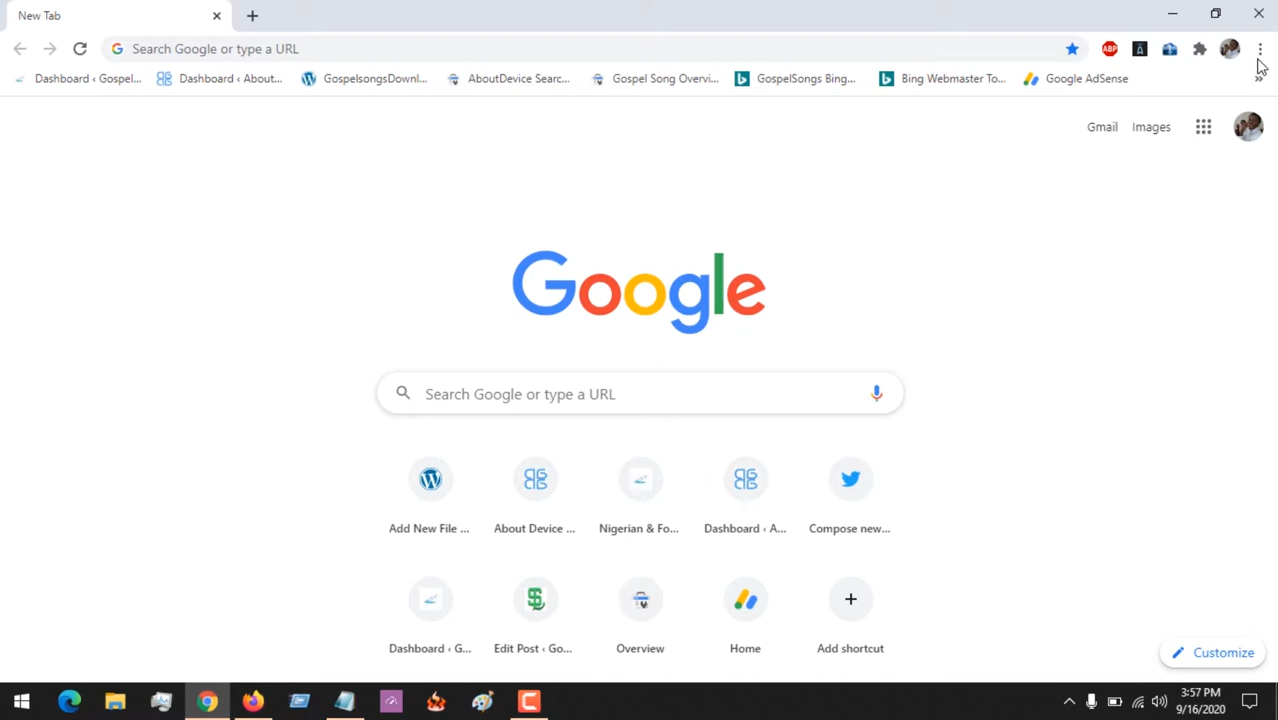 New Tab
Search Google or type a URL
ABP
Dashboard ‹ Gospel...
Dashboard ‹ About...
GospelsongsDownl...
AboutDevice Searc...
Gospel Song Overvi...
GospelSongs Bing...
Bing Webmaster To...
Google AdSense
Gmail
Images
Google
Search Google or type a URL
Add New File ...
About Device ...
Nigerian & Fo...
Dashboard ‹ A...
Compose new...
Dashboard ‹ G...
Edit Post ‹ Go...
Overview
Home
Add shortcut
Customize
3:57 PM
9/16/2020